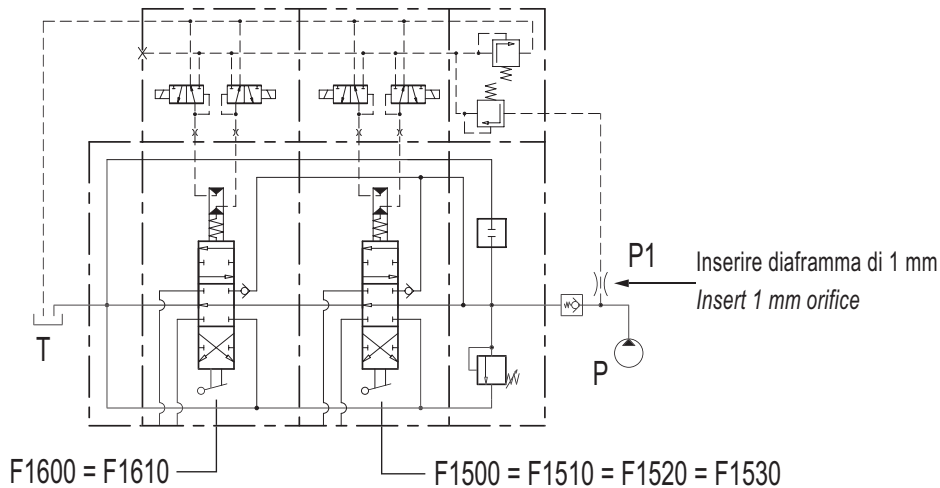 P1
Inserire diaframma di 1 mm
Insert 1 mm orifice
T
P
F1600 = F1610
F1500 = F1510 = F1520 = F1530